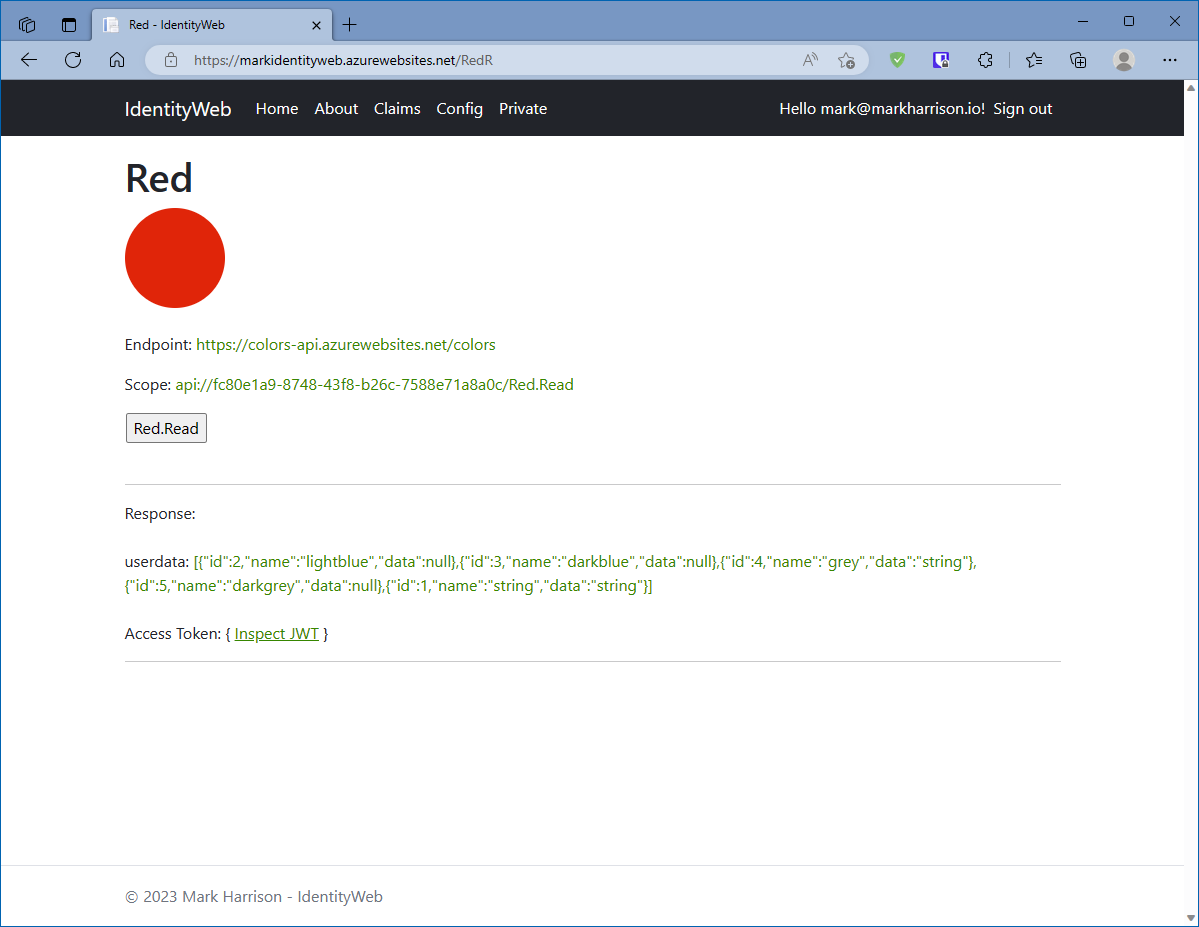 Red - IdentityWeb
https://markidentityweb.azurewebsites.net/RedR
IdentityWeb Home About Claims Config Private Hello mark@markharrison.io! Sign out
Red
Endpoint: https://colors-api.azurewebsites.net/colors
Scope: api://fc80e1a9-8748-43f8-b26c-7588e71a8a0c/Red.Read
Red.Read
Response:
userdata: [{"id":2,"name":"lightblue","data":null},{"id":3,"name":"darkblue","data":null},{"id":4,"name":"grey","data":"string"},
{"id":5,"name":"darkgrey","data":null},{"id":1,"name":"string","data":"string"}]
Access Token: { Inspect JWT }
© 2023 Mark Harrison - IdentityWeb